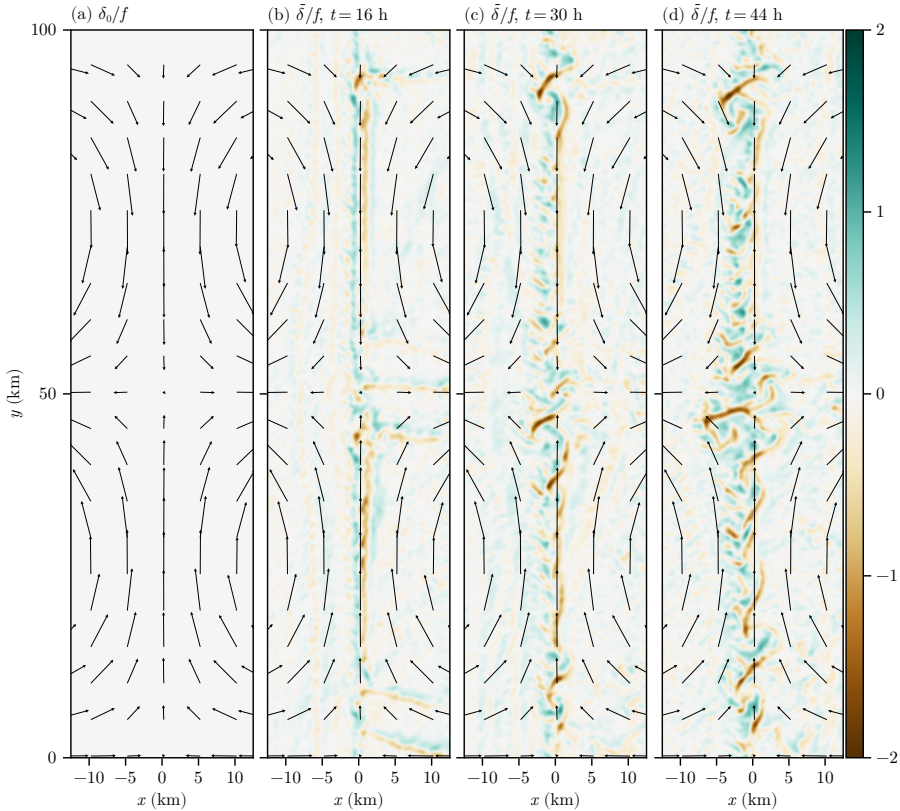 (a) δ₀/f
(b) δ̄/f, t = 16 h
(c) δ̄/f, t = 30 h
(d) δ̄/f, t = 44 h
100
50
0
y (km)
−10 −5 0 5 10
−10 −5 0 5 10
−10 −5 0 5 10
−10 −5 0 5 10
x (km)
x (km)
x (km)
x (km)
2
1
0
−1
−2